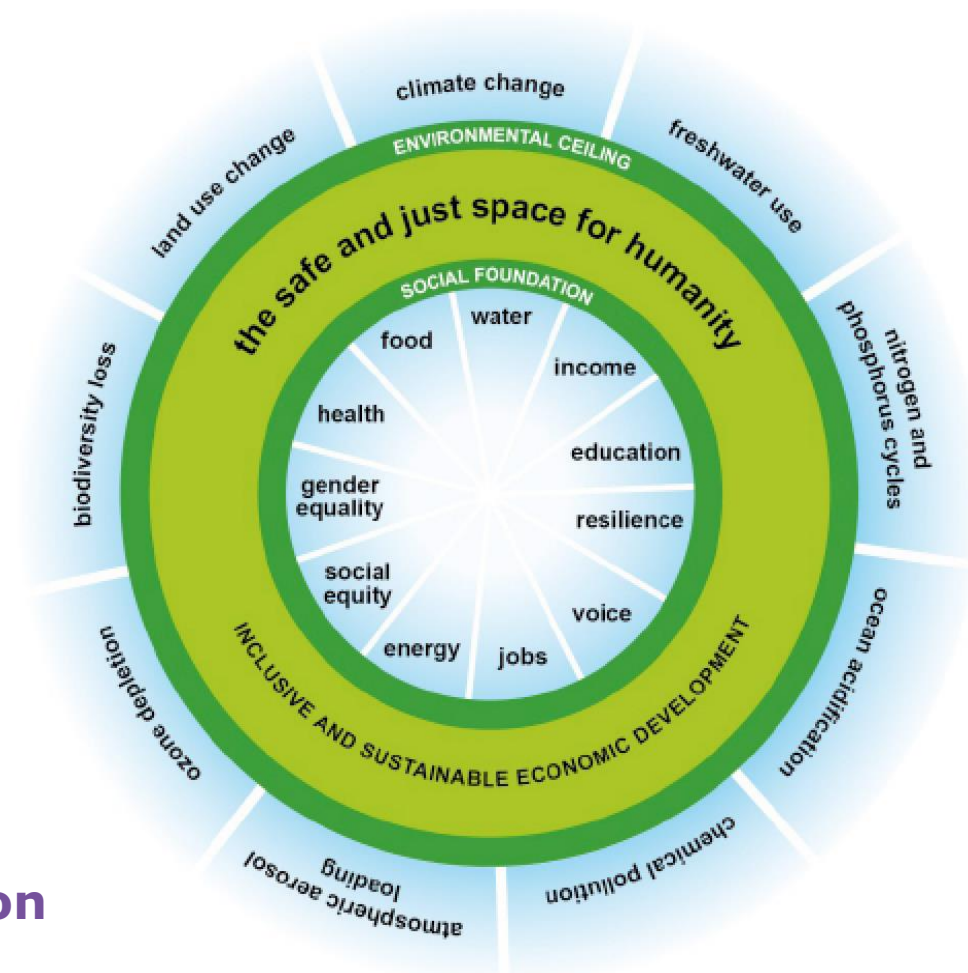 climate change
freshwater use
nitrogen and
phosphorus cycles
ocean acidification
chemical pollution
atmospheric aerosol
loading
ozone depletion
biodiversity loss
land use change
ENVIRONMENTAL CEILING
the safe and just space for humanity
SOCIAL FOUNDATION
water
income
education
resilience
voice
jobs
energy
social
equity
gender
equality
health
food
INCLUSIVE AND SUSTAINABLE ECONOMIC DEVELOPMENT
on